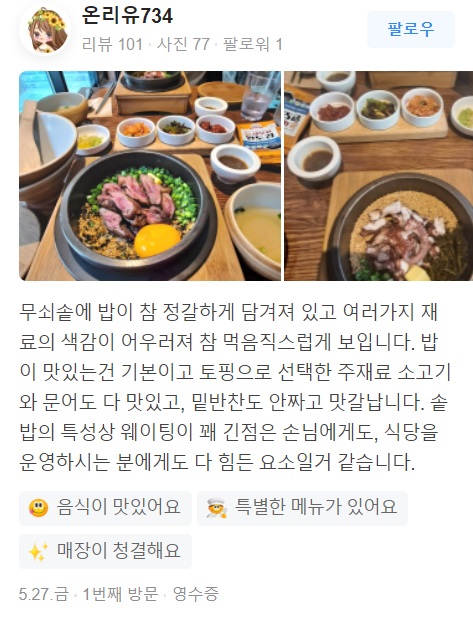 온리유734
리뷰 101 · 사진 77 · 팔로워 1
팔로우
무쇠솥에 밥이 참 정갈하게 담겨져 있고 여러가지 재
료의 색감이 어우러져 참 먹음직스럽게 보입니다. 밥
이 맛있는건 기본이고 토핑으로 선택한 주재료 소고기
와 문어도 다 맛있고, 밑반찬도 안짜고 맛갈납니다. 솥
밥의 특성상 웨이팅이 꽤 긴점은 손님에게도, 식당을
운영하시는 분에게도 다 힘든 요소일거 같습니다.
음식이 맛있어요
특별한 메뉴가 있어요
매장이 청결해요
5.27.금 · 1번째 방문 · 영수증